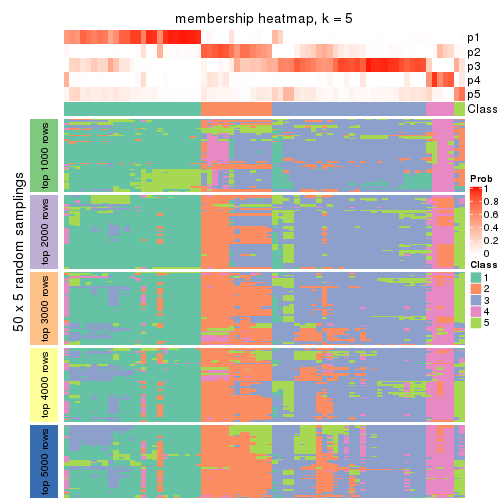 membership heatmap, k = 5
p1
p2
p3
p4
p5
Class
50 x 5 random samplings
top 1000 rows
top 2000 rows
top 3000 rows
top 4000 rows
top 5000 rows
Prob
1
0.8
0.6
0.4
0.2
0
Class
1
2
3
4
5